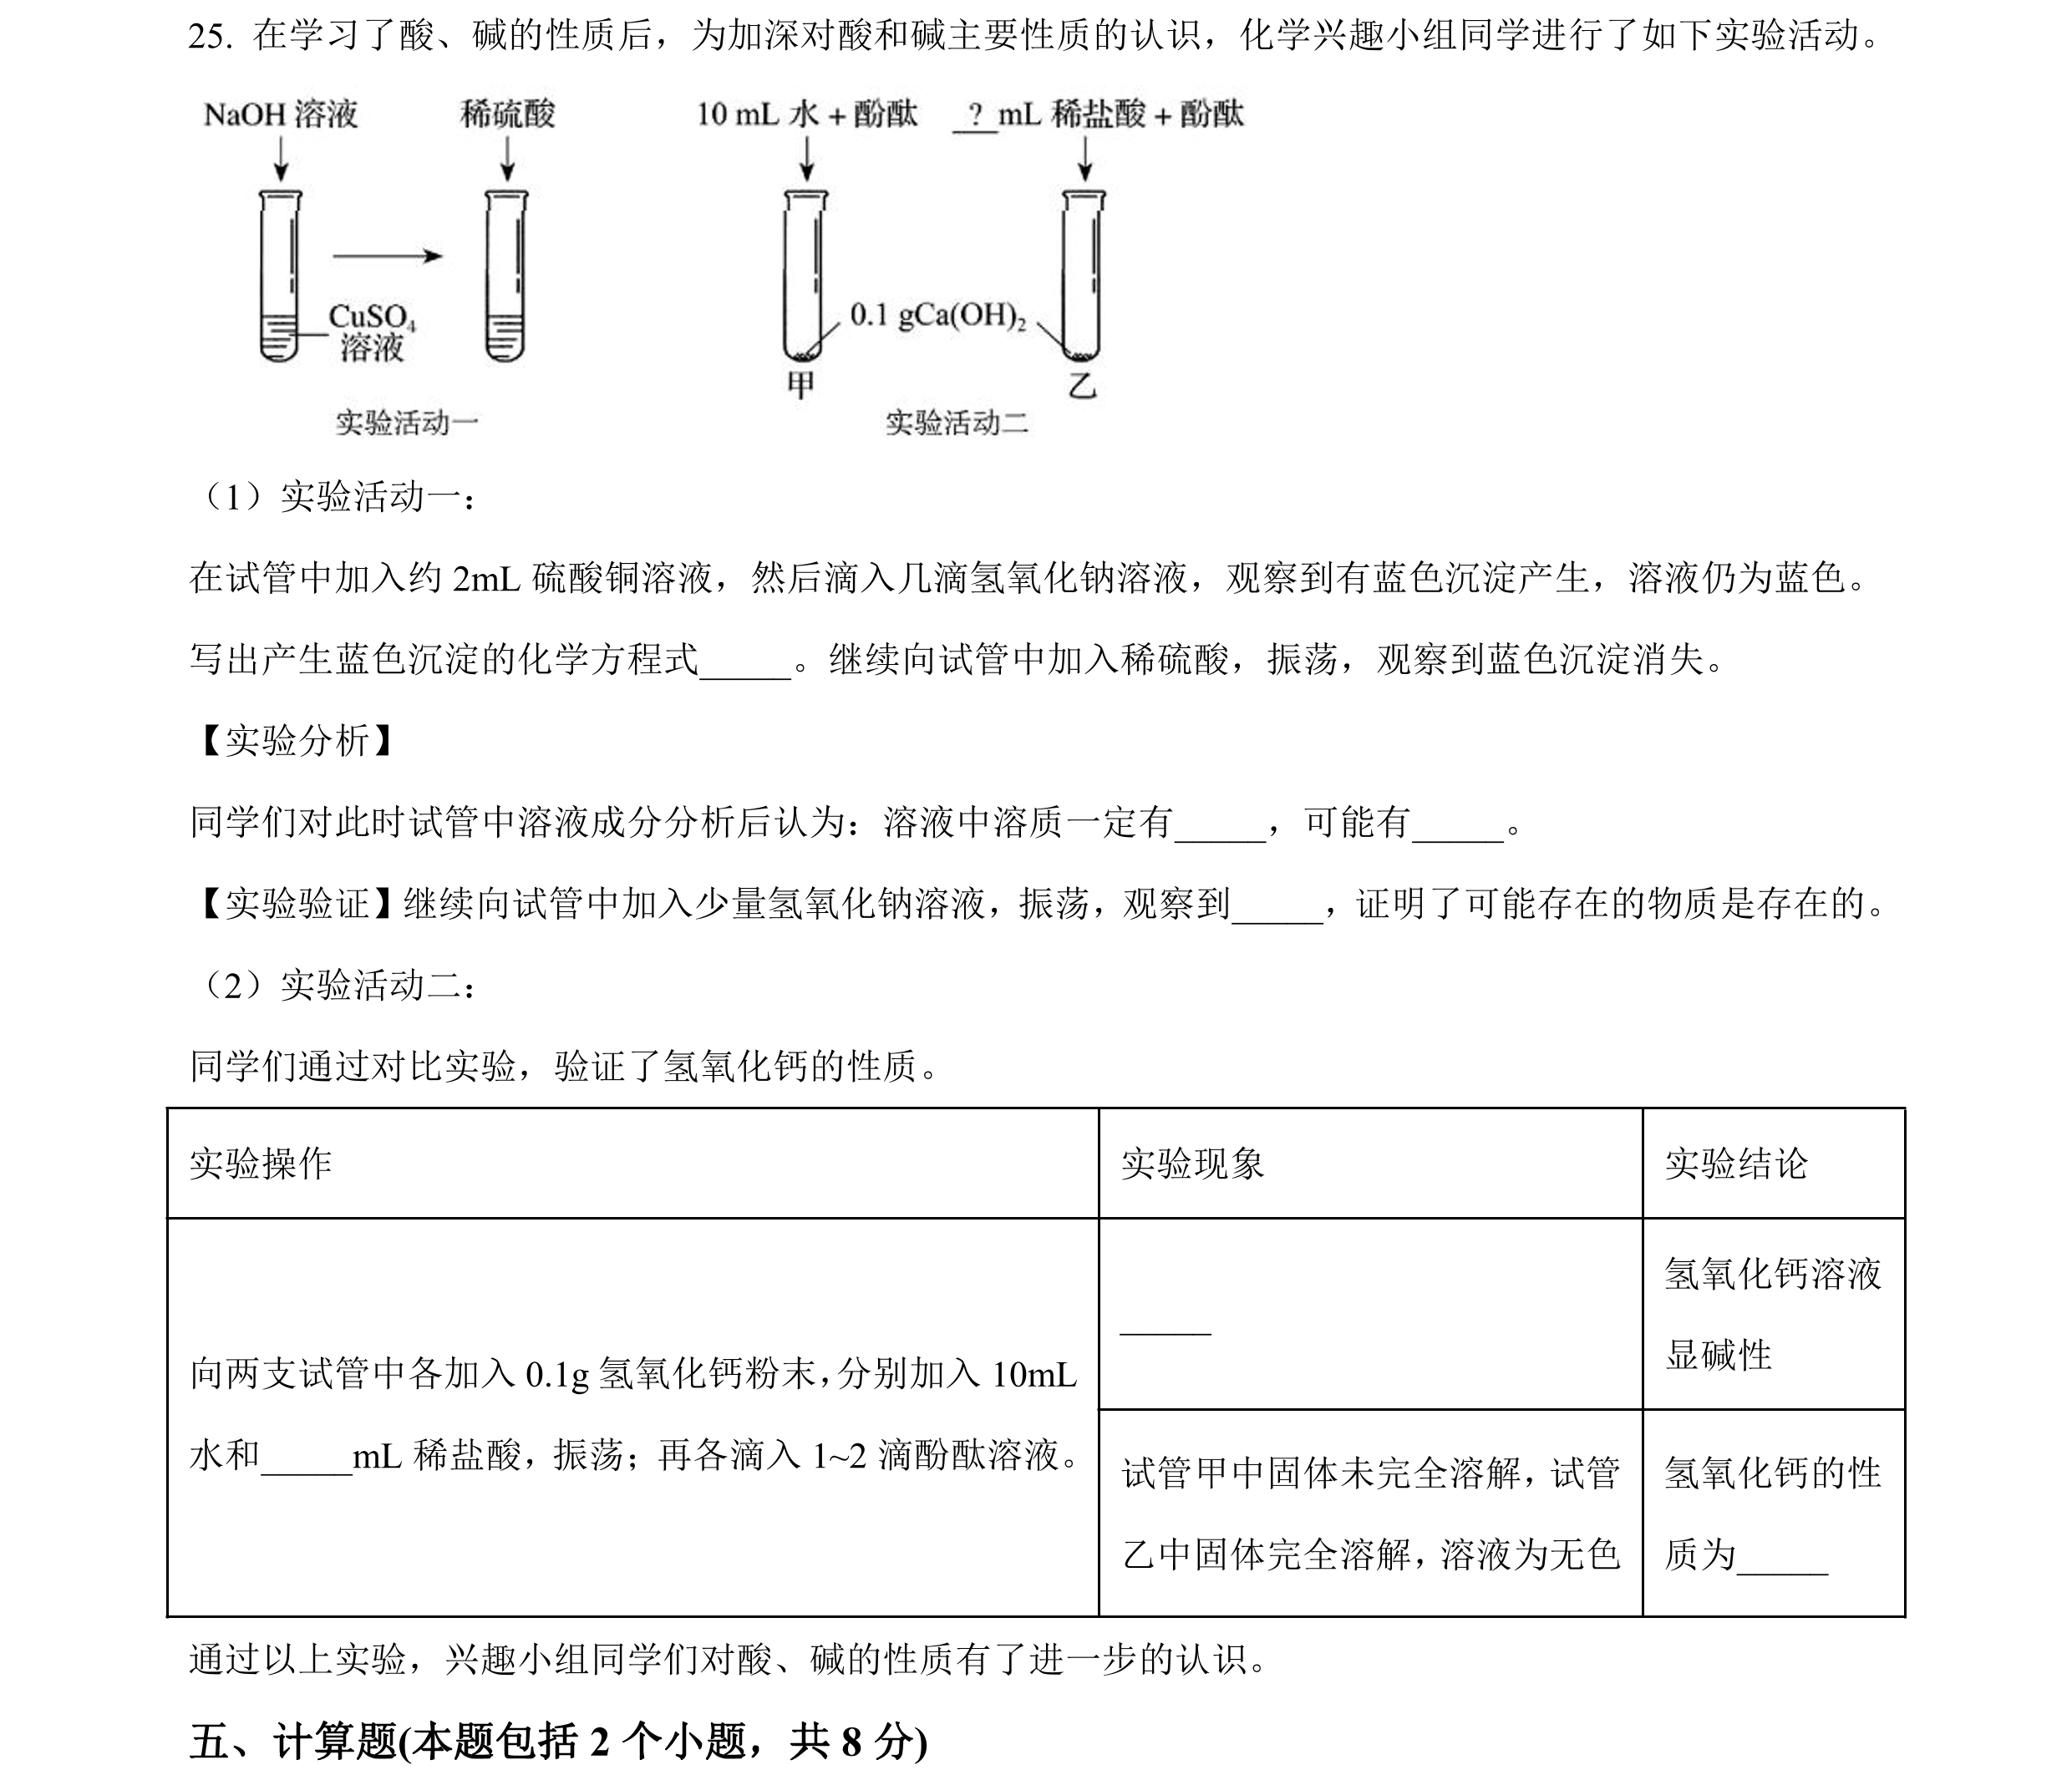 25. 在学习了酸、碱的性质后，为加深对酸和碱主要性质的认识，化学兴趣小组同学进行了如下实验活动。
NaOH 溶液 稀硫酸 10 mL 水 + 酚酞 ? mL 稀盐酸 + 酚酞
CuSO₄
溶液
0.1 gCa(OH)₂
甲 乙
实验活动一 实验活动二
（1）实验活动一：
在试管中加入约 2mL 硫酸铜溶液，然后滴入几滴氢氧化钠溶液，观察到有蓝色沉淀产生，溶液仍为蓝色。
写出产生蓝色沉淀的化学方程式_____。继续向试管中加入稀硫酸，振荡，观察到蓝色沉淀消失。
【实验分析】
同学们对此时试管中溶液成分分析后认为：溶液中溶质一定有_____，可能有_____。
【实验验证】继续向试管中加入少量氢氧化钠溶液，振荡，观察到_____，证明了可能存在的物质是存在的。
（2）实验活动二：
同学们通过对比实验，验证了氢氧化钙的性质。
实验操作 实验现象 实验结论
向两支试管中各加入 0.1g 氢氧化钙粉末，分别加入 10mL
水和_____mL 稀盐酸，振荡；再各滴入 1~2 滴酚酞溶液。
_____
氢氧化钙溶液
显碱性
试管甲中固体未完全溶解，试管
乙中固体完全溶解，溶液为无色
氢氧化钙的性
质为_____
通过以上实验，兴趣小组同学们对酸、碱的性质有了进一步的认识。
五、计算题(本题包括 2 个小题，共 8 分)